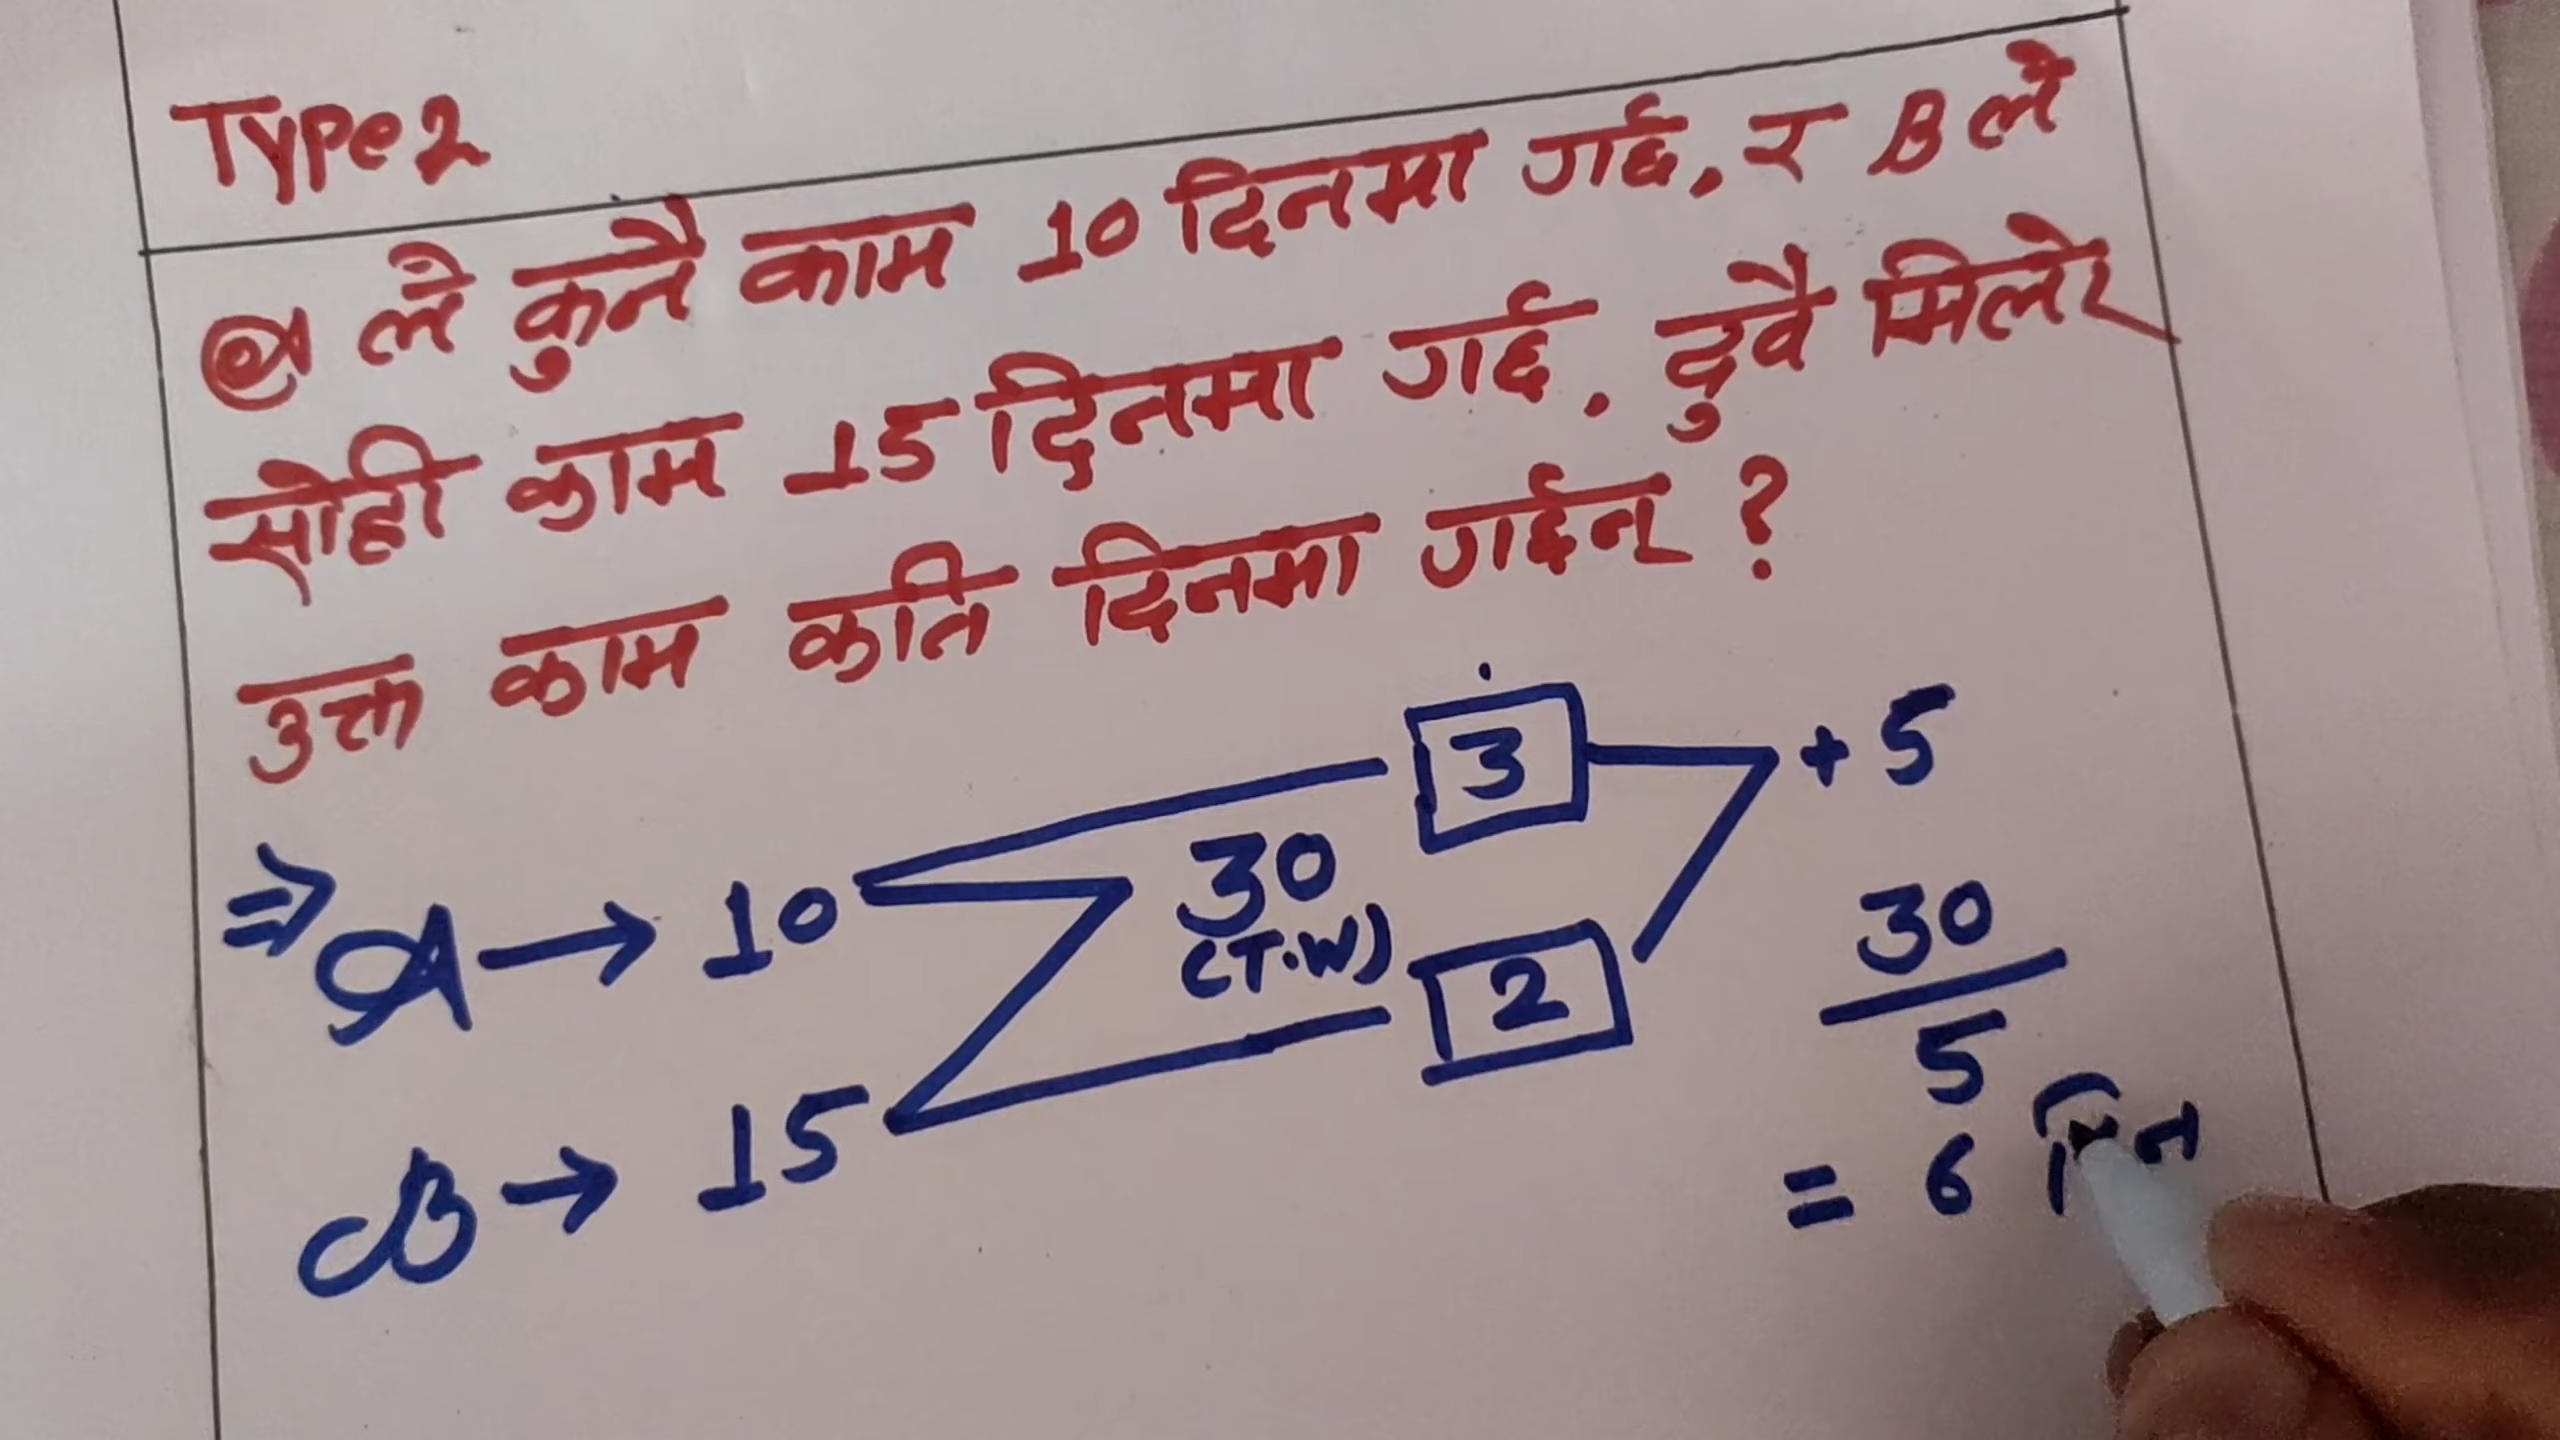 Type 2
A ले कुनै काम 10 दिनमा गर्छ, र B ले
सोही काम 15 दिनमा गर्छ. दुवै मिलेर
उक्त काम कति दिनमा गर्छन् ?
3 + 5
⇒ A → 10 30
(T.W)
2
30
5
B → 15
= 6 दिन